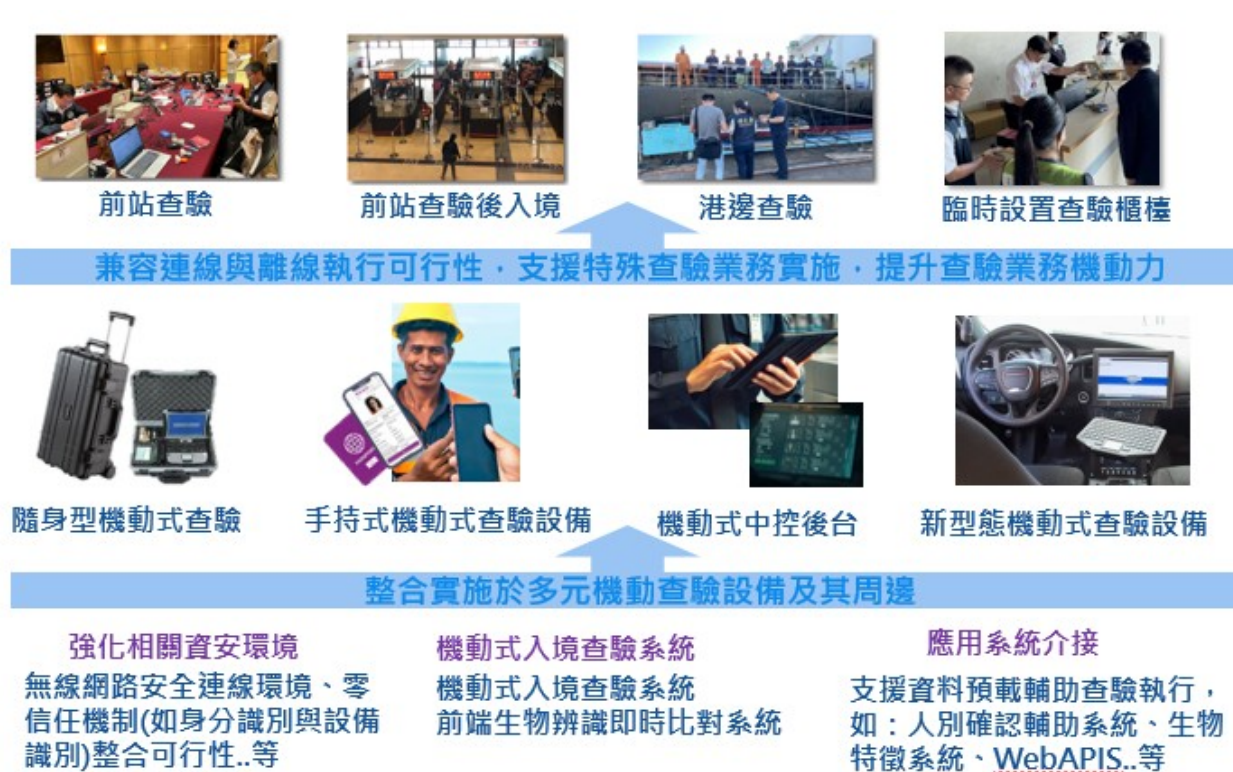 前站查驗
前站查驗後入境
港邊查驗
臨時設置查驗櫃檯
兼容連線與離線執行可行性，支援特殊查驗業務實施，提升查驗業務機動力
隨身型機動式查驗
手持式機動式查驗設備
機動式中控後台
新型態機動式查驗設備
整合實施於多元機動查驗設備及其周邊
強化相關資安環境
無線網路安全連線環境、零
信任機制(如身分識別與設備
識別)整合可行性..等
機動式入境查驗系統
機動式入境查驗系統
前端生物辨識即時比對系統
應用系統介接
支援資料預載輔助查驗執行，
如：人別確認輔助系統、生物
特徵系統、WebAPIS..等